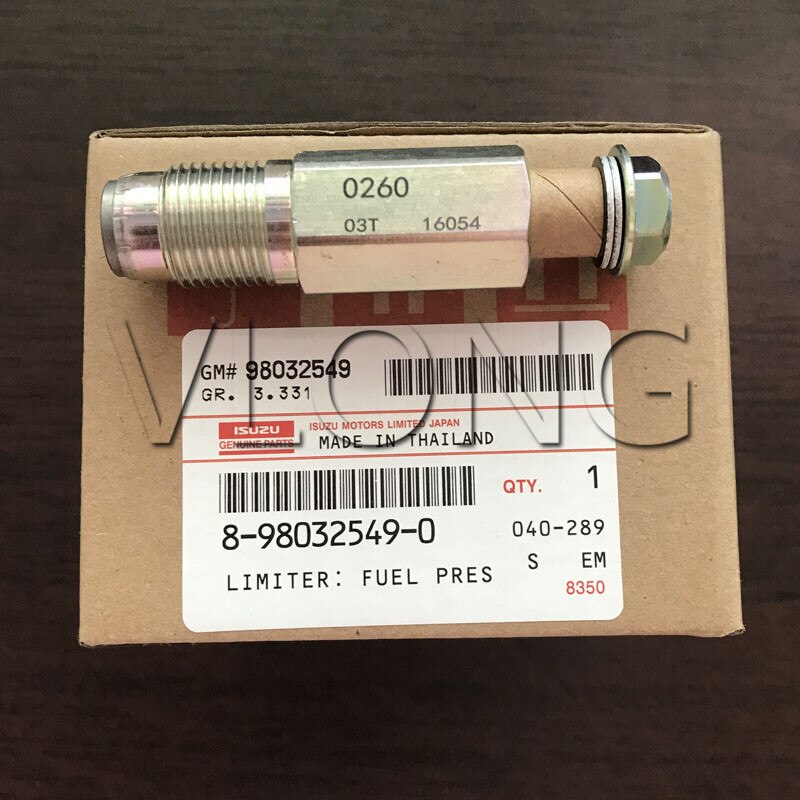 0260
03T 16054
VLONG
GM# 98032549
GR. 3.331
ISUZU
GENUINE PARTS
ISUZU MOTORS LIMITED JAPAN
MADE IN THAILAND
QTY. 1
8-98032549-0
040-289
S EM
LIMITER: FUEL PRES
8350